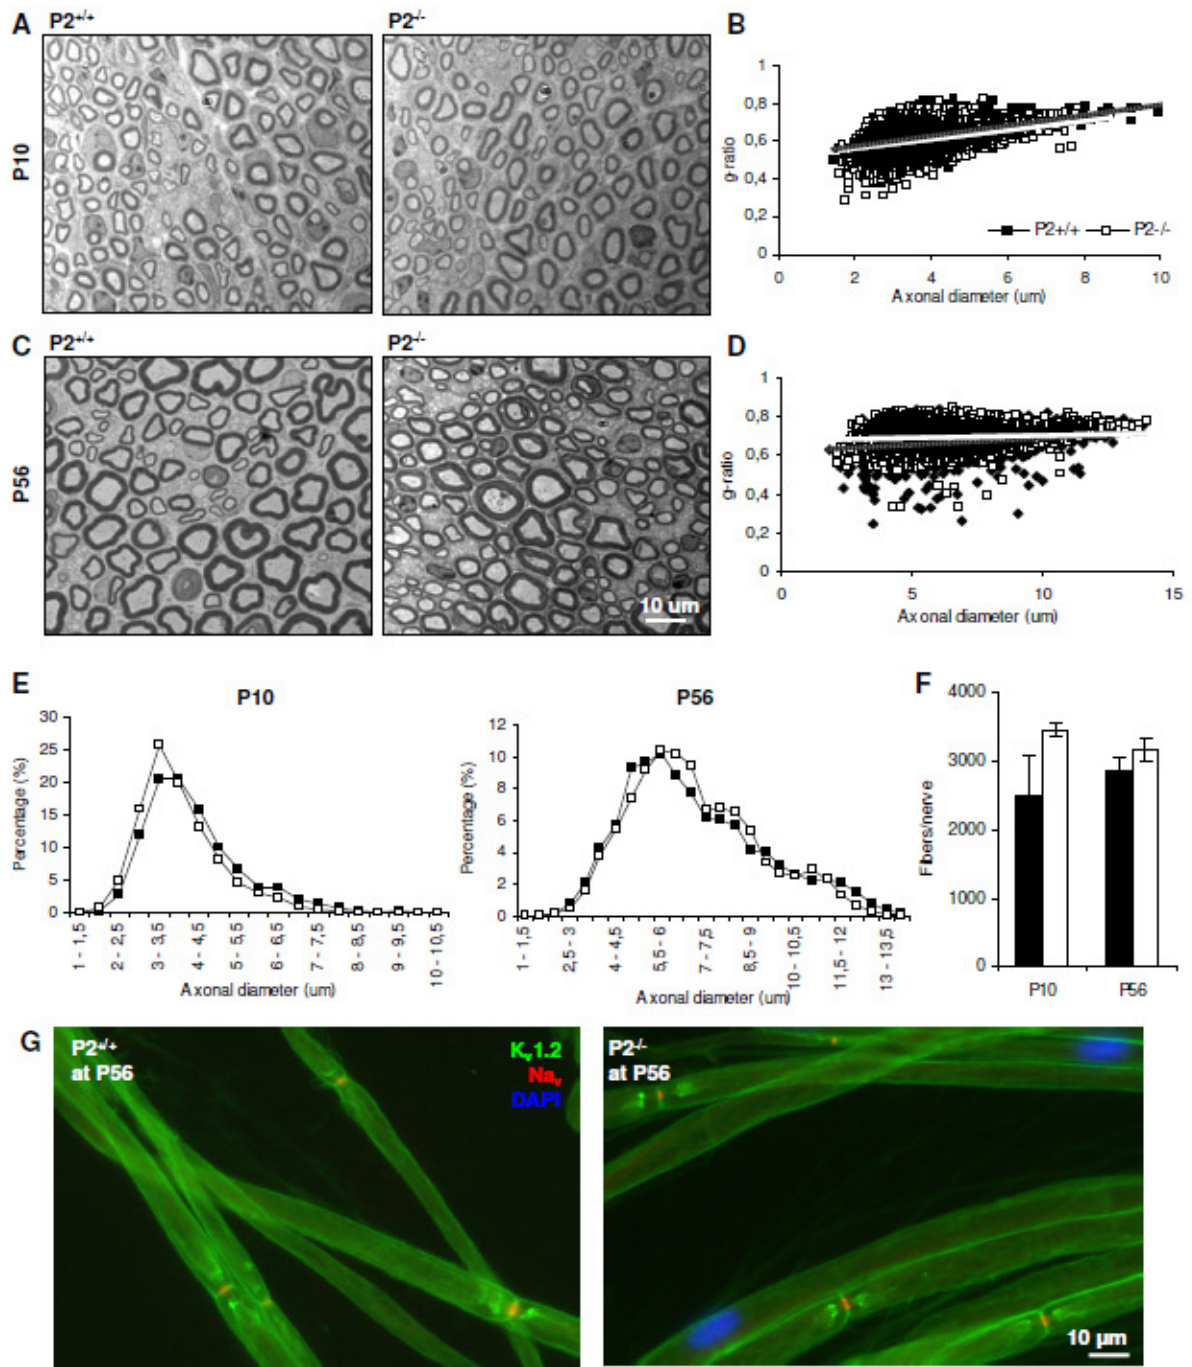 A
P2+/+
P2-/-
P10
B
1
0,8
0,6
0,4
0,2
0
g-ratio
P2+/+
P2-/-
0 2 4 6 8 10
Axonal diameter (um)
C
P2+/+
P2-/-
P56
10 um
D
1
0,8
0,6
0,4
0,2
0
g-ratio
0 5 10 15
Axonal diameter (um)
E
P10
30
25
20
15
10
5
0
Percentage (%)
1 - 1,5
2 - 2,5
3 - 3,5
4 - 4,5
5 - 5,5
6 - 6,5
7 - 7,5
8 - 8,5
9 - 9,5
10 - 10,5
Axonal diameter (um)
P56
12
10
8
6
4
2
0
Percentage (%)
1 - 1,5
2,5 - 3
4 - 4,5
5,5 - 6
7 - 7,5
8,5 - 9
10 - 10,5
11,5 - 12
13 - 13,5
Axonal diameter (um)
F
4000
3000
2000
1000
0
Fibers/nerve
P10 P56
G
P2+/+
at P56
Kv1.2
Nav
DAPI
P2-/-
at P56
10 µm